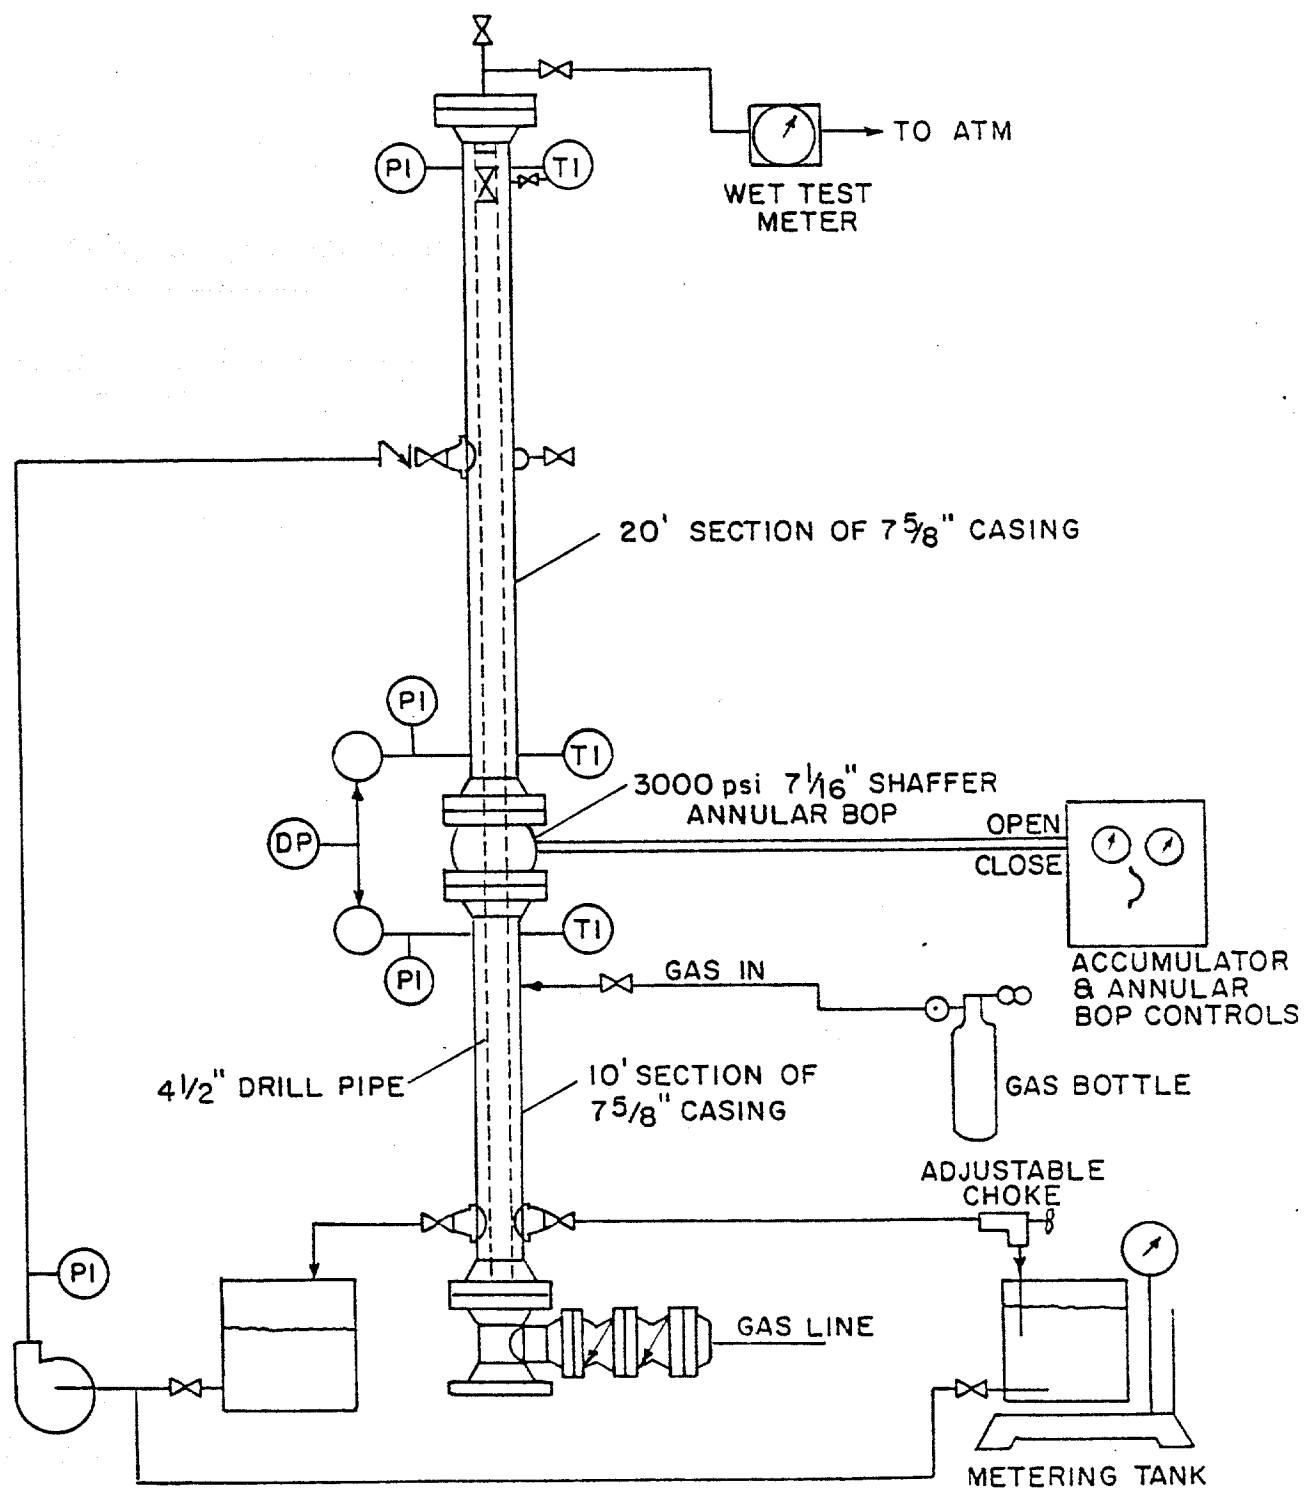 TO ATM
PI
TI
WET TEST
METER
20' SECTION OF 7 5/8" CASING
PI
TI
3000 psi 7 1/16" SHAFFER
ANNULAR BOP
OPEN
DP
CLOSE
TI
PI
GAS IN
ACCUMULATOR
& ANNULAR
BOP CONTROLS
4 1/2" DRILL PIPE
10' SECTION OF
7 5/8" CASING
GAS BOTTLE
ADJUSTABLE
CHOKE
PI
GAS LINE
METERING TANK